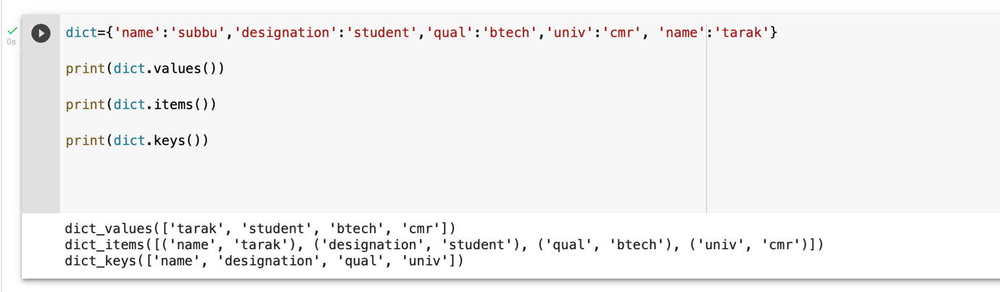 dict={'name':'subbu','designation':'student','qual':'btech','univ':'cmr', 'name':'tarak'}
0s
print(dict.values())
print(dict.items())
print(dict.keys())
dict_values(['tarak', 'student', 'btech', 'cmr'])
dict_items([('name', 'tarak'), ('designation', 'student'), ('qual', 'btech'), ('univ', 'cmr')])
dict_keys(['name', 'designation', 'qual', 'univ'])